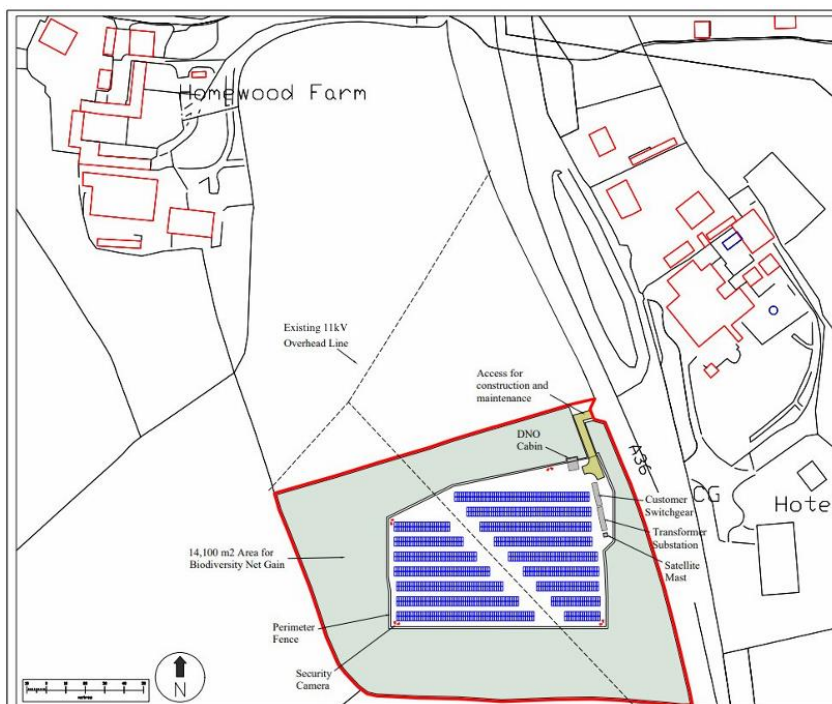 Homewood Farm
Existing 11kV
Overhead Line
Access for
construction and
maintenance
DNO
Cabin
A36
CG
Hote
Customer
Switchgear
Transformer
Substation
Satellite
Mast
14,100 m2 Area for
Biodiversity Net Gain
Perimeter
Fence
Security
Camera
N